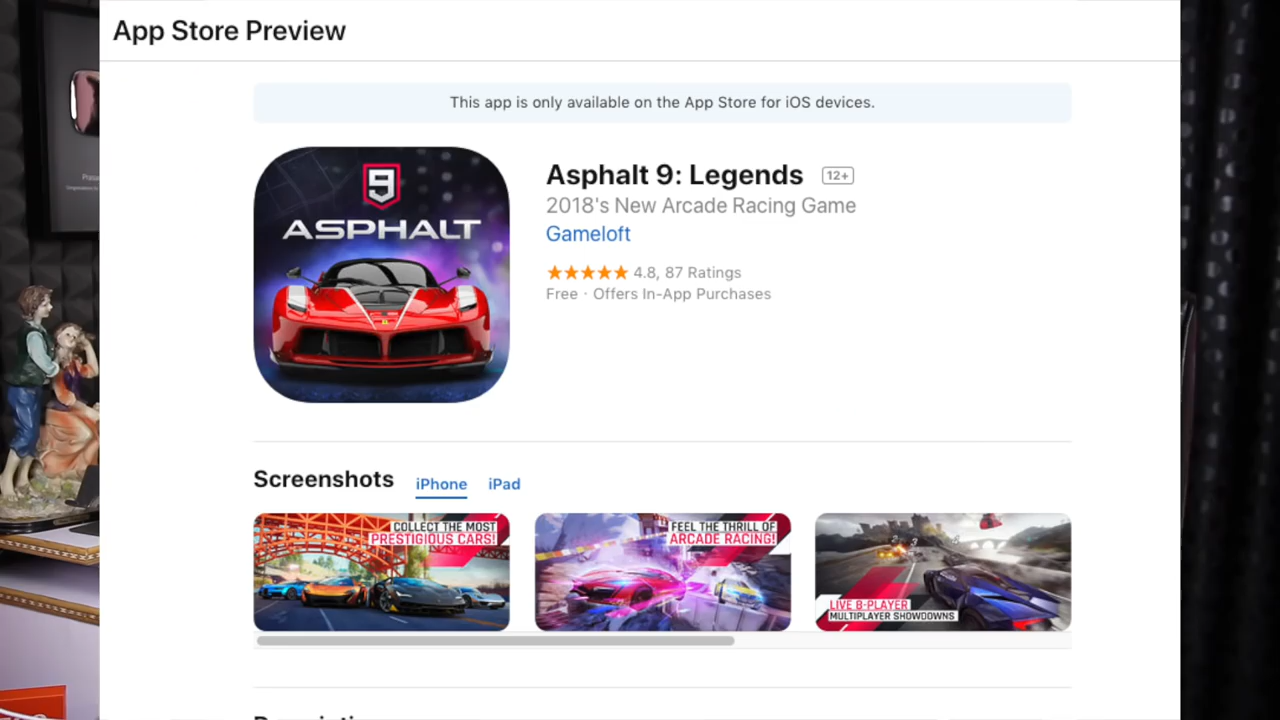 App Store Preview
This app is only available on the App Store for iOS devices.
9
ASPHALT
Asphalt 9: Legends 12+
2018's New Arcade Racing Game
Gameloft
4.8, 87 Ratings
Free · Offers In-App Purchases
Screenshots iPhone iPad
COLLECT THE MOST
PRESTIGIOUS CARS!
FEEL THE THRILL OF
ARCADE RACING!
LIVE 8-PLAYER
MULTIPLAYER SHOWDOWNS